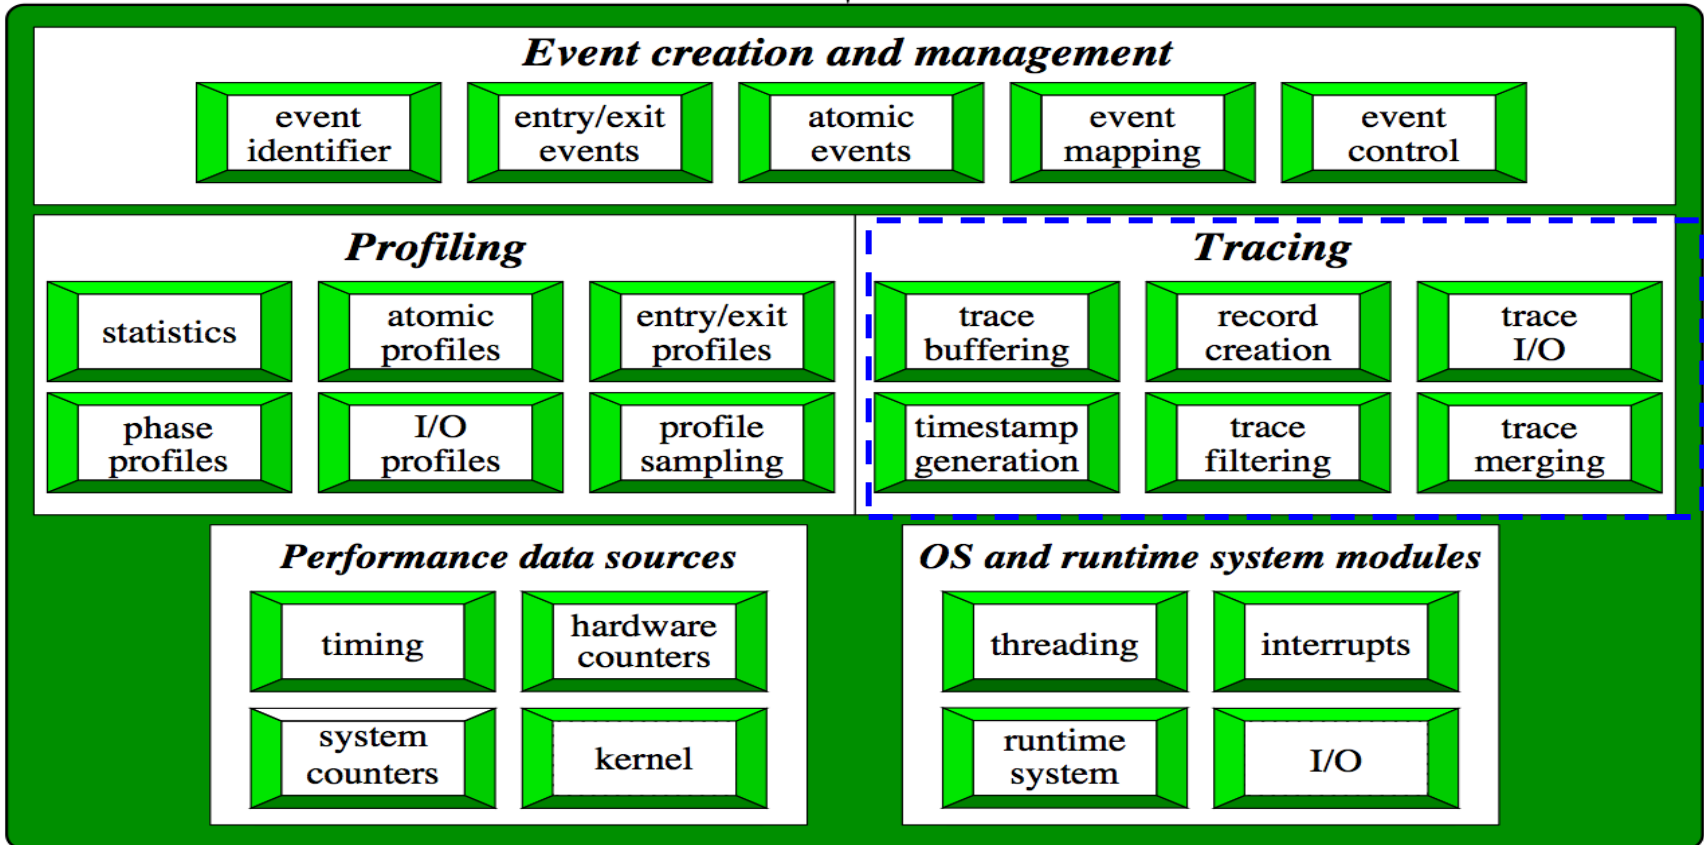 Event creation and management
event
identifier
entry/exit
events
atomic
events
event
mapping
event
control
Profiling
statistics
atomic
profiles
entry/exit
profiles
phase
profiles
I/O
profiles
profile
sampling
Tracing
trace
buffering
record
creation
trace
I/O
timestamp
generation
trace
filtering
trace
merging
Performance data sources
timing
hardware
counters
system
counters
kernel
OS and runtime system modules
threading
interrupts
runtime
system
I/O